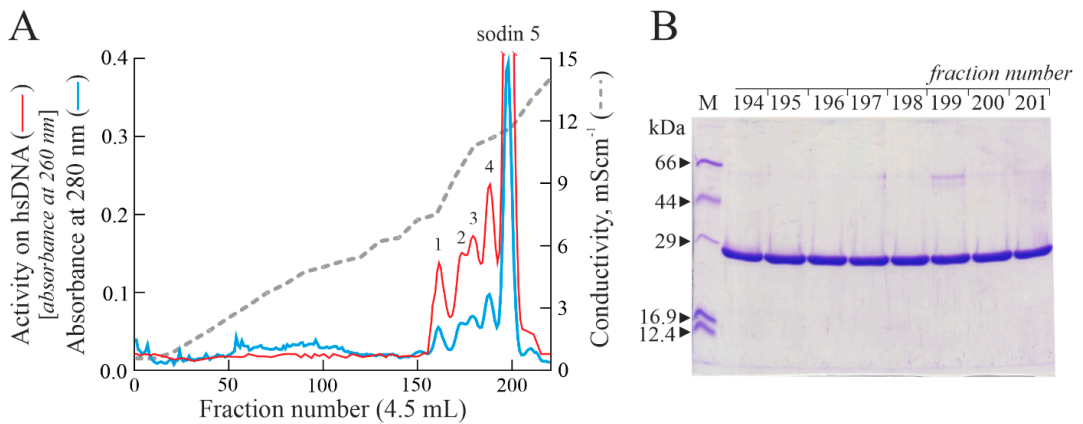 A
B
sodin 5
Activity on hsDNA (—)
[absorbance at 260 nm]
Absorbance at 280 nm (—)
0.4
0.3
0.2
0.1
0.0
1
2
3
4
15
12
9
6
3
0
Conductivity, mScm⁻¹ (---)
0 50 100 150 200
Fraction number (4.5 mL)
fraction number
M 194 195 196 197 198 199 200 201
kDa
66
44
29
16.9
12.4